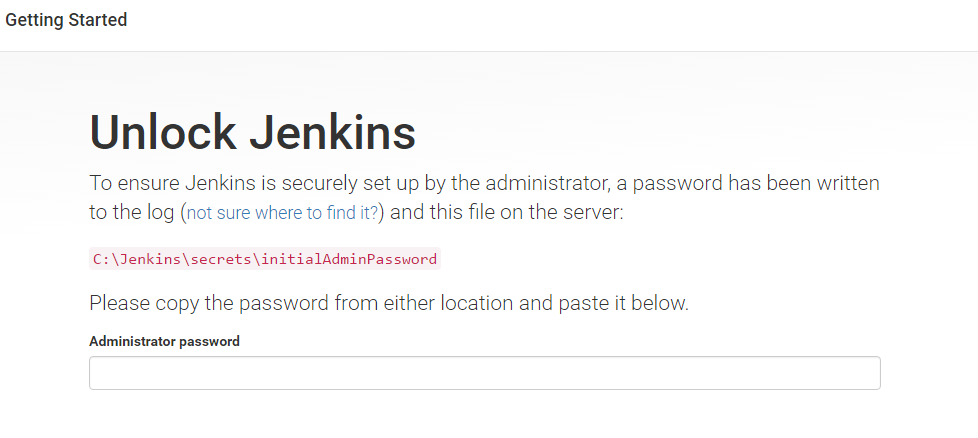 Getting Started
Unlock Jenkins
To ensure Jenkins is securely set up by the administrator, a password has been written
to the log (not sure where to find it?) and this file on the server:
C:\Jenkins\secrets\initialAdminPassword
Please copy the password from either location and paste it below.
Administrator password